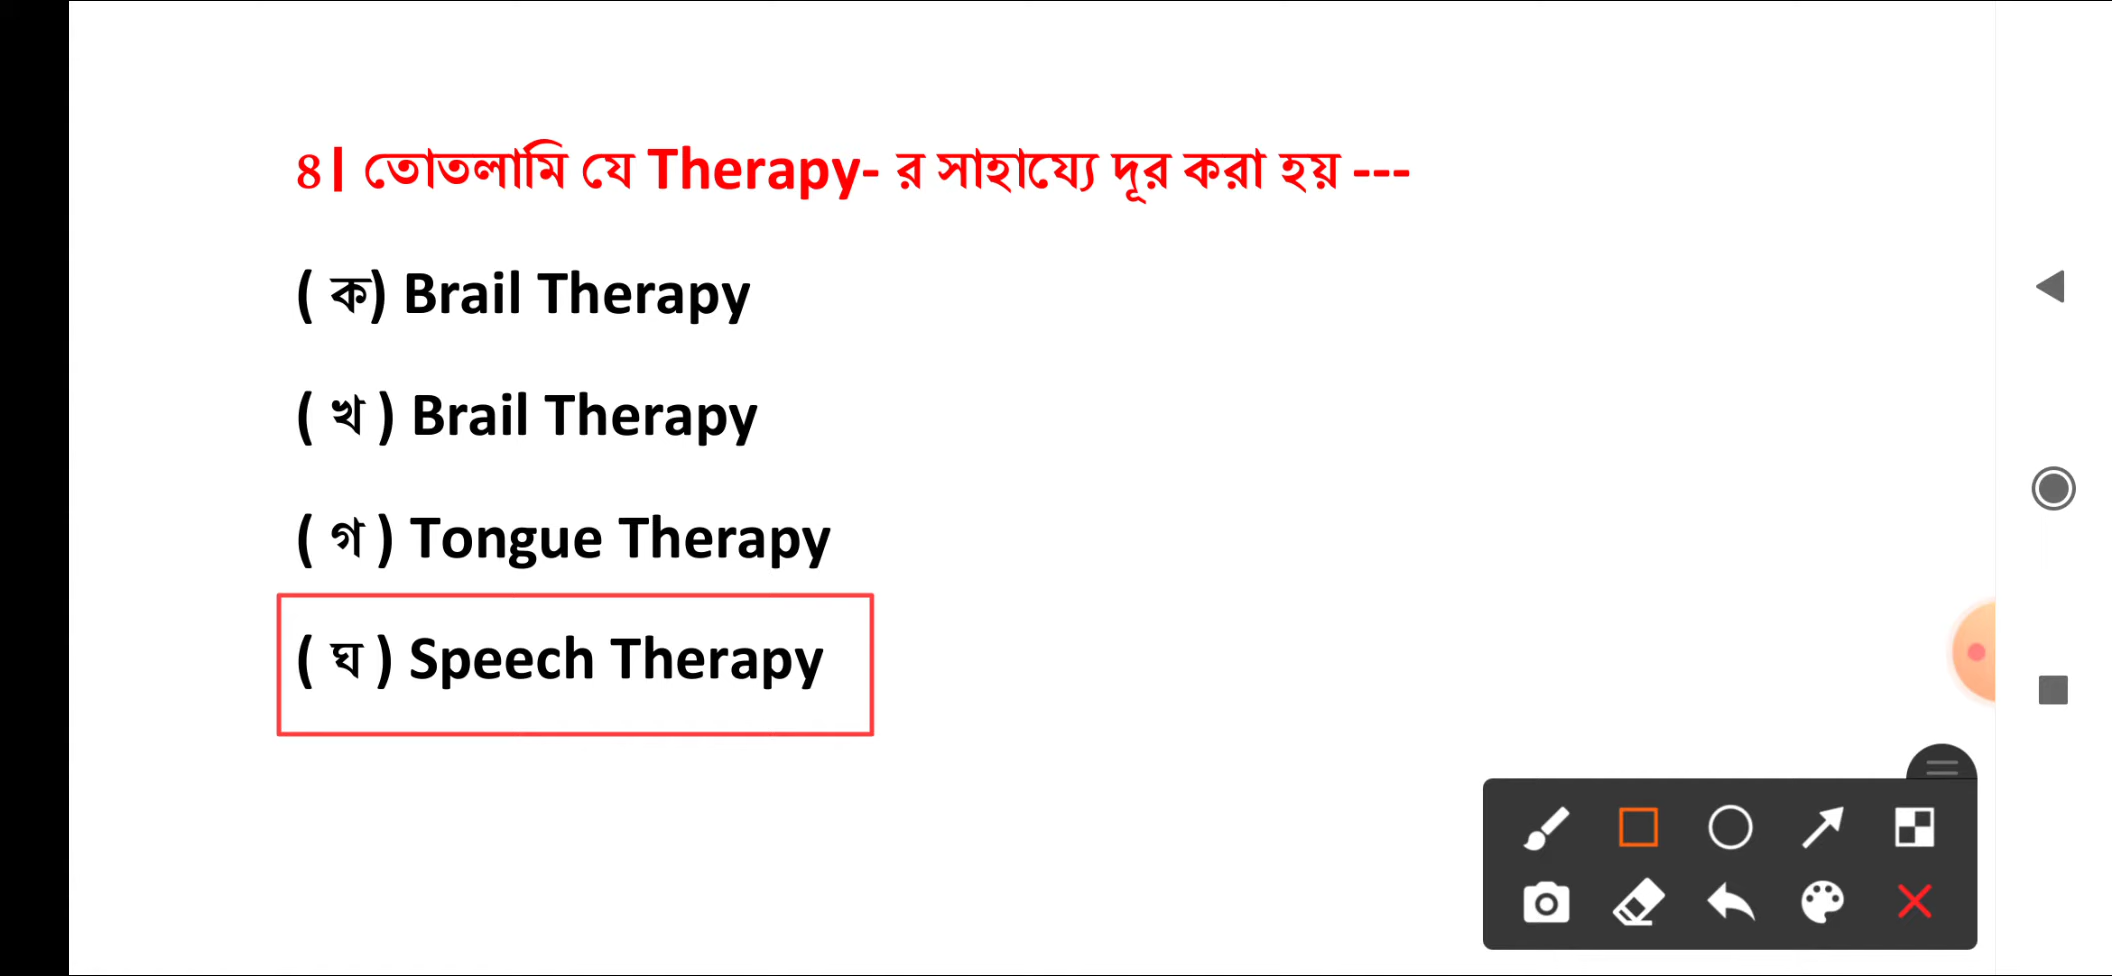 ৪। তোতলামি যে Therapy- র সাহায্যে দূর করা হয় ---
( ক) Brail Therapy
( খ ) Brail Therapy
( গ ) Tongue Therapy
( ঘ ) Speech Therapy